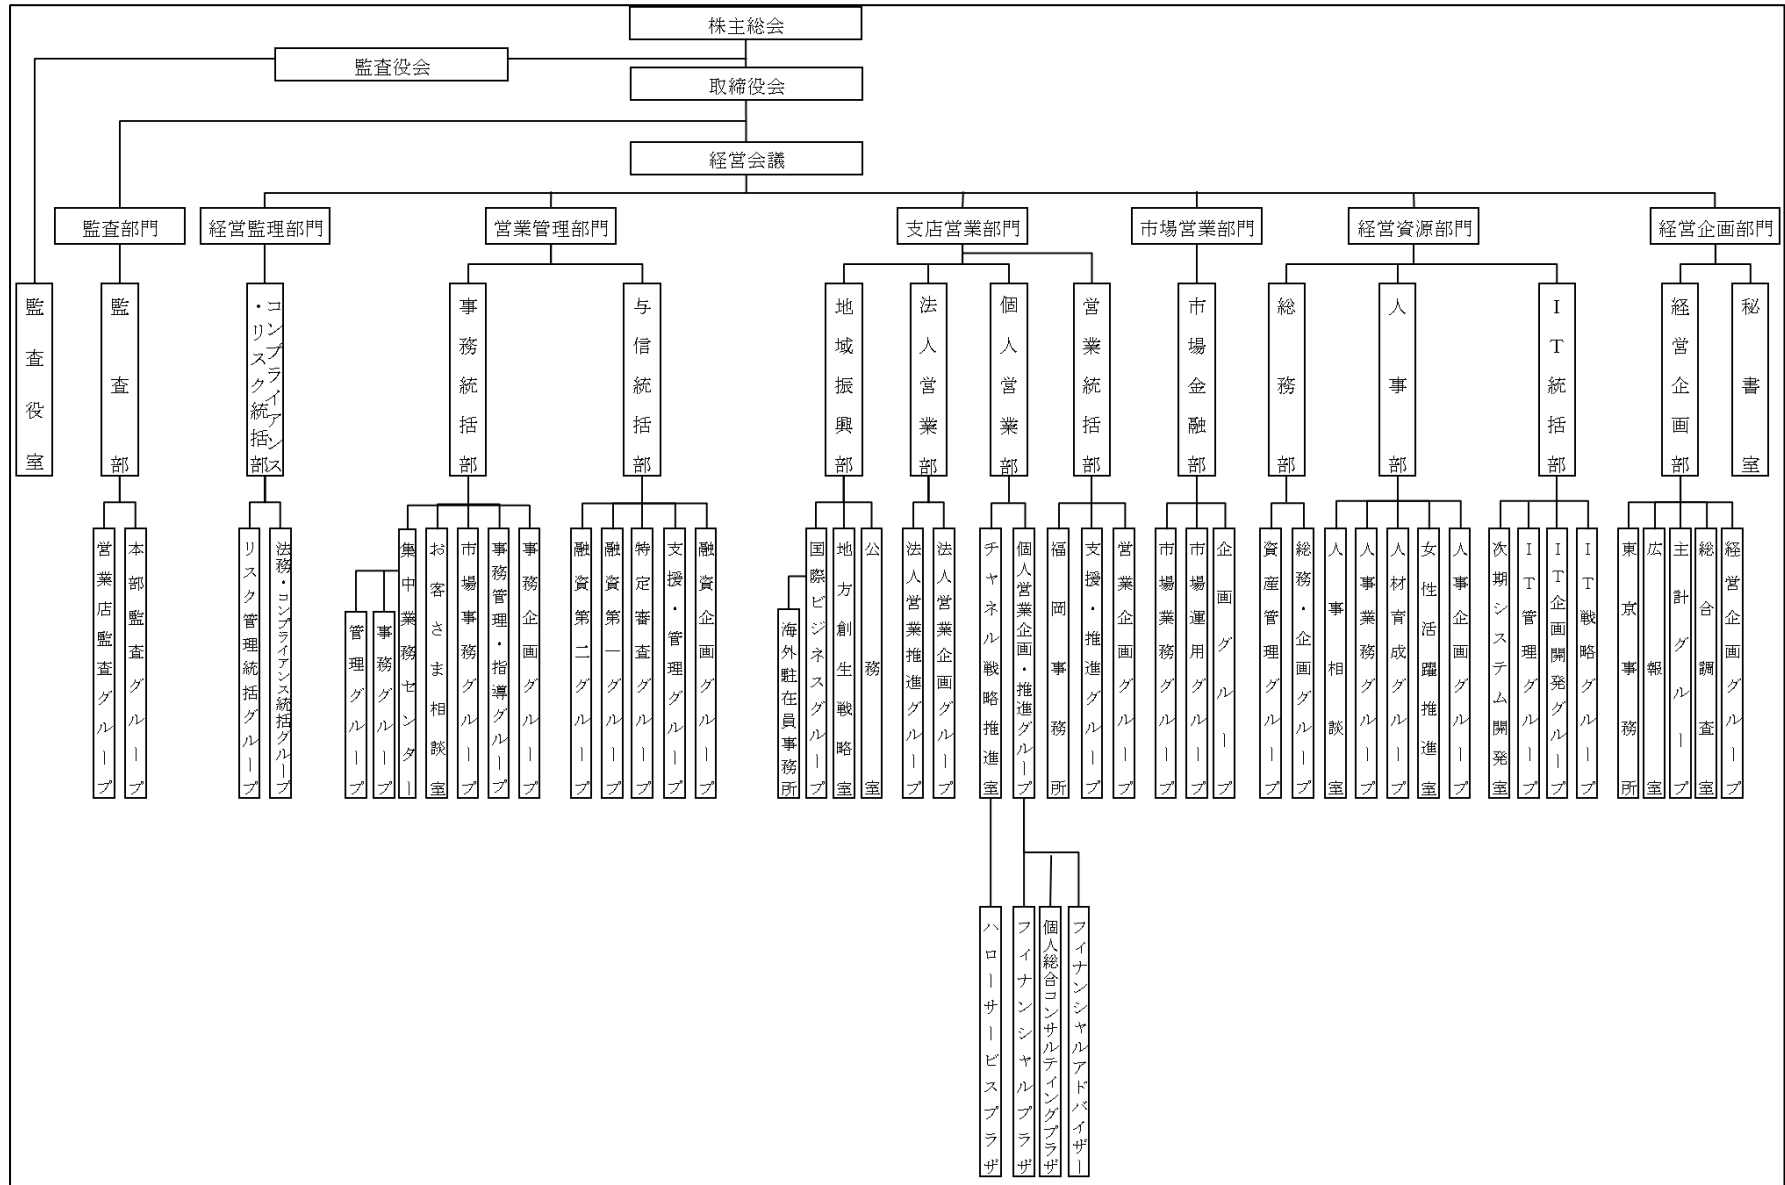 株主総会
監査役会
取締役会
経営会議
監査部門
経営監理部門
営業管理部門
支店営業部門
市場営業部門
経営資源部門
経営企画部門
監査役室
監査部
コンプライアンス
・リスク統括部
事務統括部
与信統括部
地域振興部
法人営業部
個人営業部
営業統括部
市場金融部
総務部
人事部
IT統括部
経営企画部
秘書室
営業店監査グループ
本部監査グループ
リスク管理統括グループ
法務・コンプライアンス統括グループ
管理グループ
事務グループ
集中業務センター
お客さま相談室
市場事務グループ
事務管理・指導グループ
事務企画グループ
融資第二グループ
融資第一グループ
特定審査グループ
支援・管理グループ
融資企画グループ
海外駐在員事務所
国際ビジネスグループ
地方創生戦略室
公務室
法人営業推進グループ
法人営業企画グループ
チャネル戦略推進室
個人営業企画・推進グループ
福岡事務所
支援・推進グループ
営業企画グループ
市場業務グループ
市場運用グループ
企画グループ
資産管理グループ
総務・企画グループ
人事相談室
人事業務グループ
人材育成グループ
女性活躍推進室
人事企画グループ
次期システム開発室
IT管理グループ
IT企画開発グループ
IT戦略グループ
東京事務所
広報室
主計グループ
総合調査室
経営企画グループ
ハローサービスプラザ
フィナンシャルプラザ
個人総合コンサルティングプラザ
フィナンシャルアドバイザー